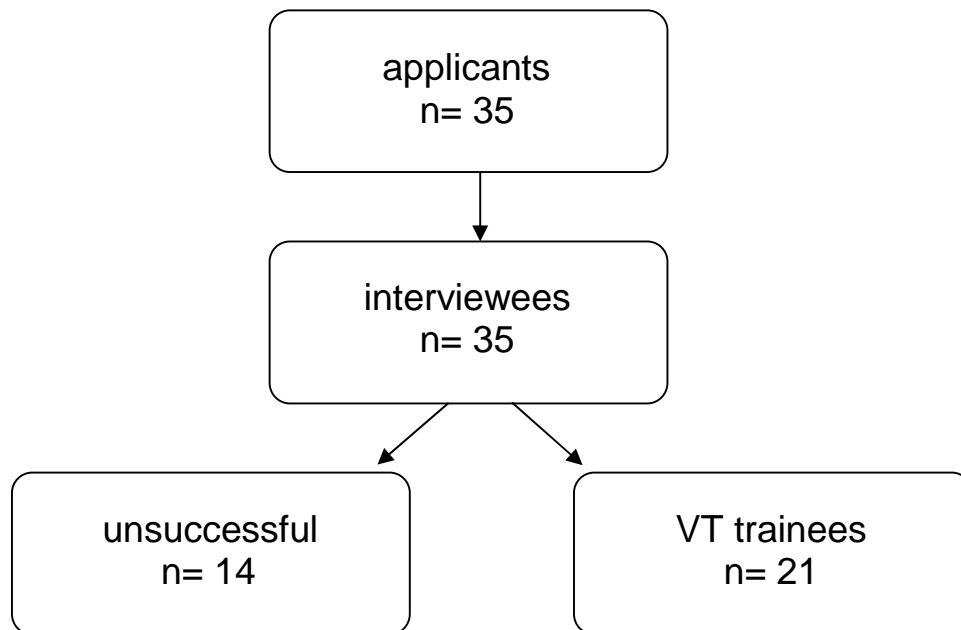 applicants
n= 35
interviewees
n= 35
unsuccessful
n= 14
VT trainees
n= 21